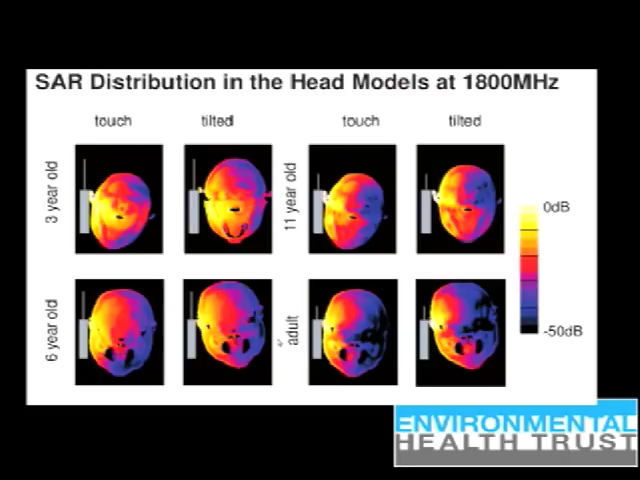 SAR Distribution in the Head Models at 1800MHz
touch
tilted
touch
tilted
3 year old
11 year old
0dB
6 year old
adult
-50dB
ENVIRONMENTAL
HEALTH TRUST